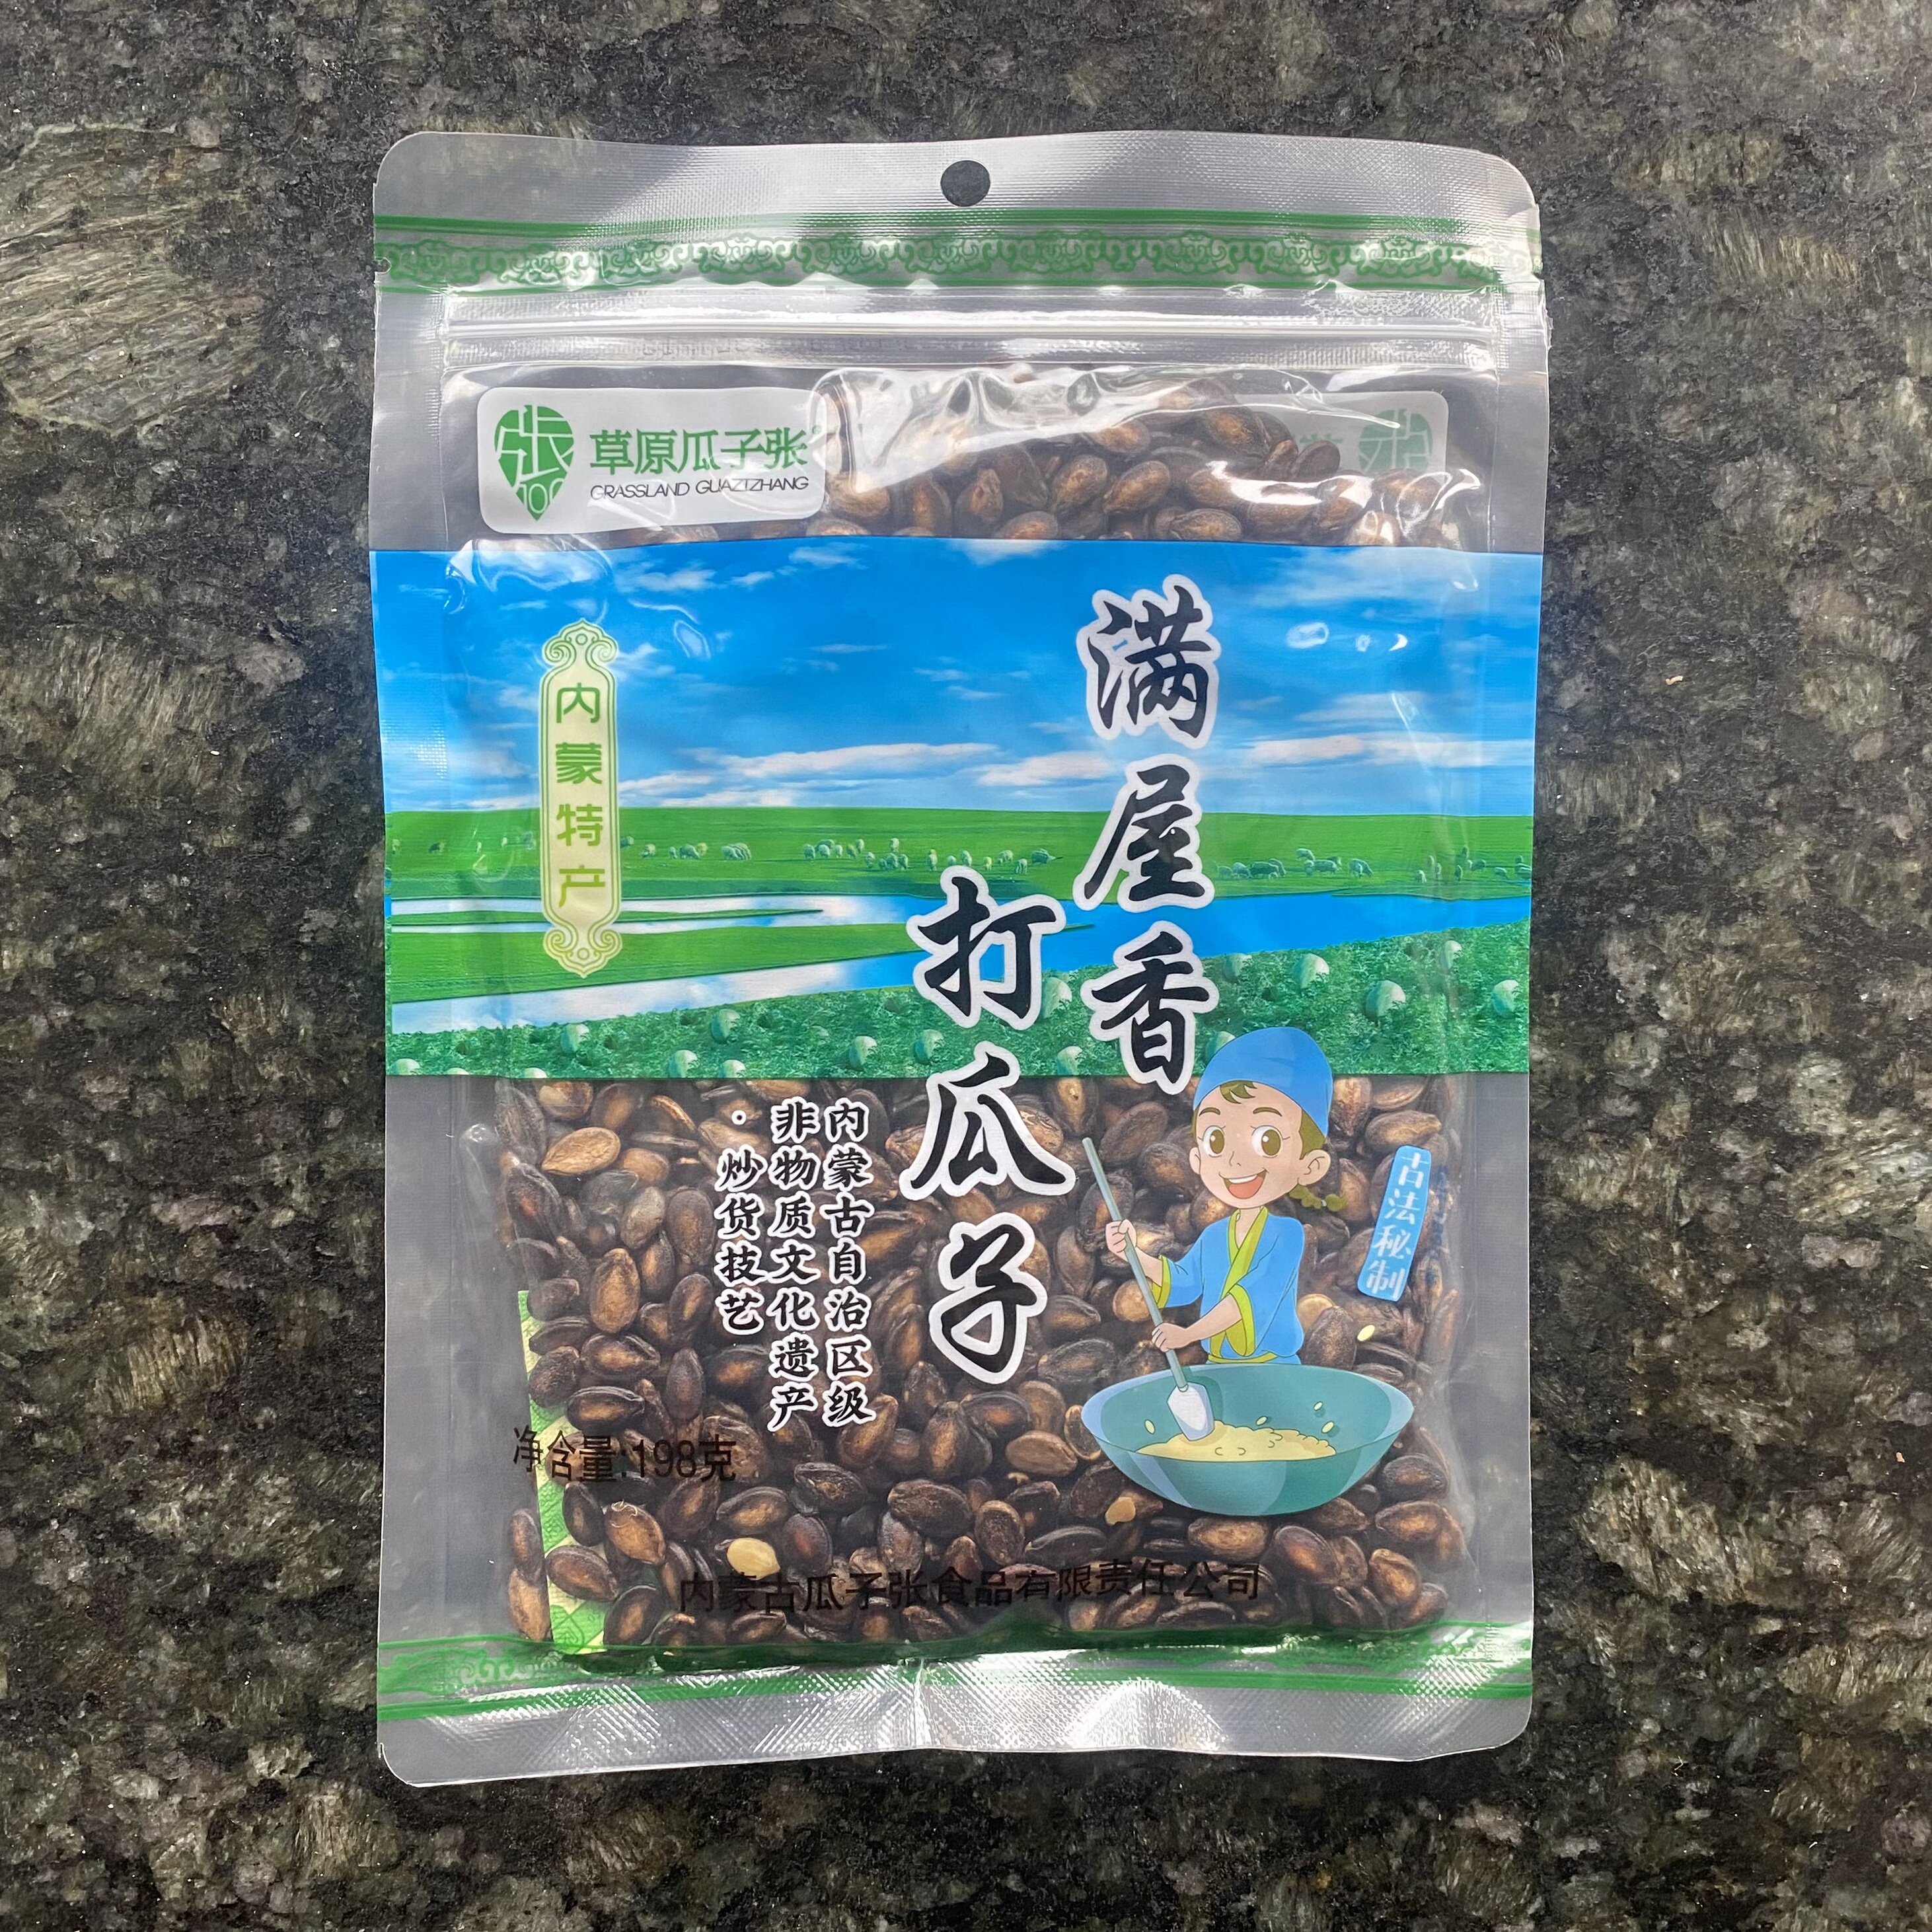 张
100
草原瓜子张
GRASSLAND GUAZIZHANG
内蒙特产
满屋香
打瓜子
内蒙古自治区级
非物质文化遗产
·炒货技艺
古法秘制
净含量:198克
内蒙古瓜子张食品有限责任公司